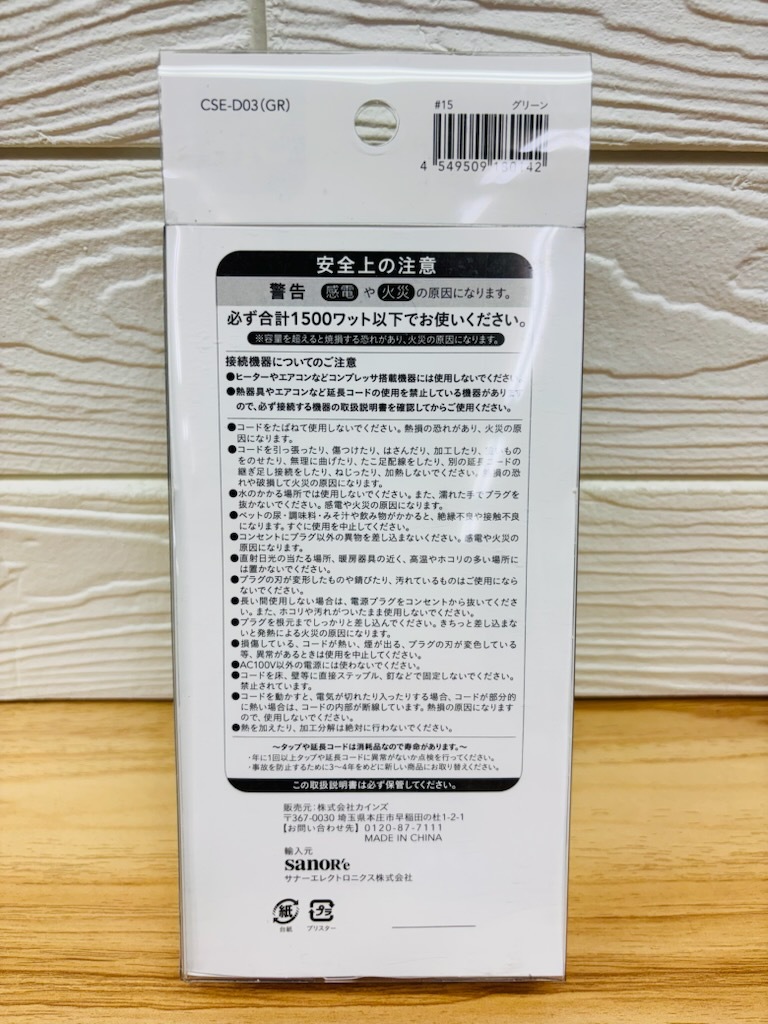 CSE-D03(GR)
#15 グリーン
4 549509
安全上の注意
警告 感電 や 火災 の原因になります。
必ず合計1500ワット以下でお使いください。
※容量を超えると焼損する恐れがあり、火災の原因になります。
接続機器についてのご注意
●ヒーターやエアコンなどコンプレッサ搭載機器には使用しないでください。
●熱器具やエアコンなど延長コードの使用を禁止している機器があります
ので、必ず接続する機器の取扱説明書を確認してからご使用ください。
●コードをたばねて使用しないでください。熱損の恐れがあり、火災の原
因になります。
●コードを引っ張ったり、傷つけたり、はさんだり、加工したり、重いもの
をのせたり、無理に曲げたり、たこ足配線をしたり、別の延長コードの
継ぎ足し接続をしたり、ねじったり、加熱しないでください。 損の恐
れや破損して火災の原因になります。
●水のかかる場所では使用しないでください。また、濡れた手でプラグを
抜かないでください。感電や火災の原因になります。
●ペットの尿・調味料・みそ汁や飲み物がかかると、絶縁不良や接触不良
になります。すぐに使用を中止してください。
●コンセントにプラグ以外の異物を差し込まないください。感電や火災の
原因になります。
●直射日光の当たる場所、暖房器具の近く、高温やホコリの多い場所に
は置かないでください。
●プラグの刃が変形したものや錆びたり、汚れているものはご使用になら
ないでください。
●長い間使用しない場合は、電源プラグをコンセントから抜いてくださ
い。また、ホコリや汚れがついたまま使用しないでください。
●プラグを根元までしっかりと差し込んでください。きちっと差し込まな
いと発熱による火災の原因になります。
●損傷している、コードが熱い、煙が出る、プラグの刃が変色している
等、異常があるときは使用を中止してください。
●AC100V以外の電源には使わないでください。
●コードを床、壁等に直接ステップル、釘などで固定しないでください。
禁止されています。
●コードを動かすと、電気が切れたり入ったりする場合、コードが部分的
に熱い場合は、コードの内部が断線しています。熱損の原因になります
ので、使用しないでください。
●熱を加えたり、加工分解は絶対に行わないでください。
〜タップや延長コードは消耗品なので寿命があります。〜
・年に1回以上タップや延長コードに異常がないか点検を行ってください。
・事故を防止するために3〜4年をめどに新しい商品にお取り替えください。
この取扱説明書は必ず保管してください。
販売元:株式会社カインズ
〒367-0030 埼玉県本庄市早稲田の杜1-2-1
【お問い合わせ先】0120-87-7111
MADE IN CHINA
輸入元
SANOR'e
サナーエレクトロニクス株式会社
紙 プラ
台紙 ブリスター